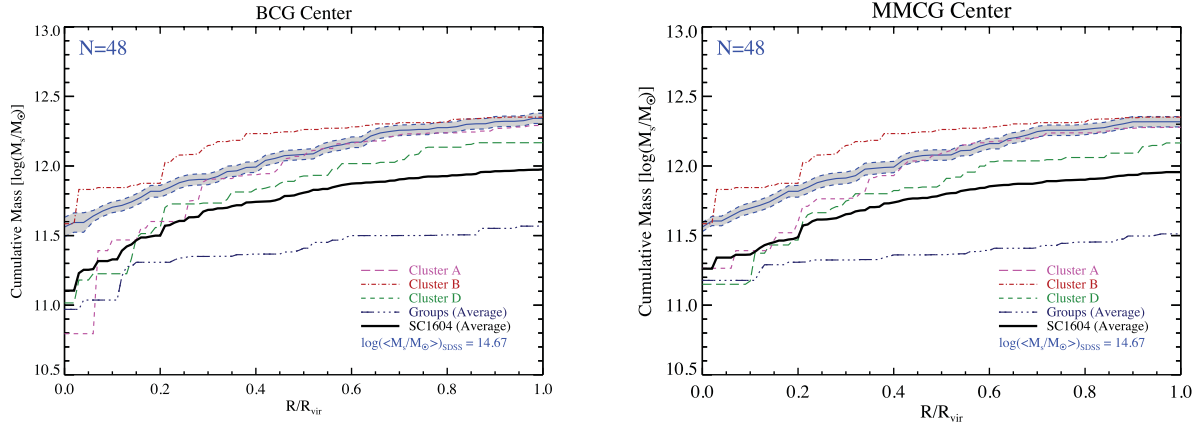 BCG Center
N=48
Cumulative Mass [log(Mₛ/M☉)]
13.0
12.5
12.0
11.5
11.0
10.5
Cluster A
Cluster B
Cluster D
Groups (Average)
SC1604 (Average)
log(<Mₛ/M☉>)SDSS = 14.67
0.0 0.2 0.4 0.6 0.8 1.0
R/Rvir
MMCG Center
N=48
Cumulative Mass [log(Mₛ/M☉)]
13.0
12.5
12.0
11.5
11.0
10.5
Cluster A
Cluster B
Cluster D
Groups (Average)
SC1604 (Average)
log(<Mₛ/M☉>)SDSS = 14.67
0.0 0.2 0.4 0.6 0.8 1.0
R/Rvir